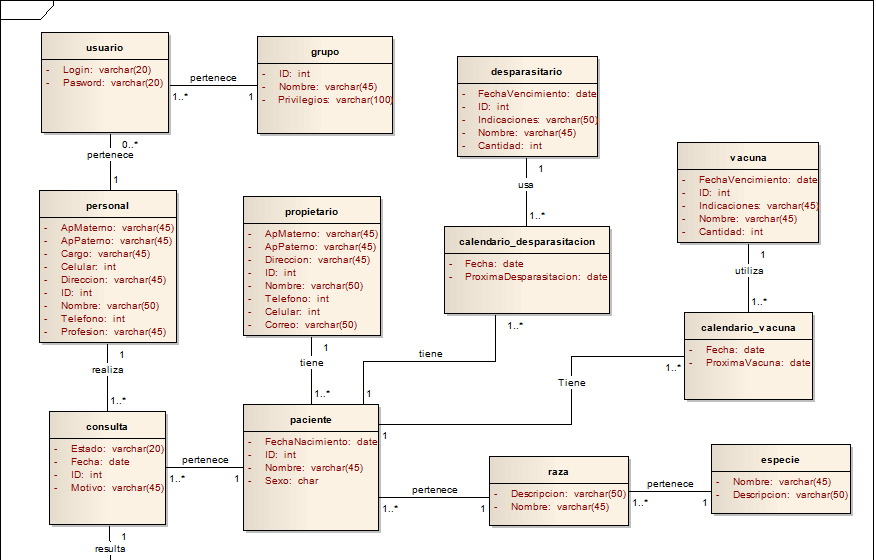 usuario
- Login: varchar(20)
- Pasword: varchar(20)
pertenece
1..*
1
grupo
- ID: int
- Nombre: varchar(45)
- Privilegios: varchar(100)
desparasitario
- FechaVencimiento: date
- ID: int
- Indicaciones: varchar(50)
- Nombre: varchar(45)
- Cantidad: int
vacuna
- FechaVencimiento: date
- ID: int
- Indicaciones: varchar(45)
- Nombre: varchar(45)
- Cantidad: int
0..*
pertenece
1
1
usa
1..*
personal
- ApMaterno: varchar(45)
- ApPaterno: varchar(45)
- Cargo: varchar(45)
- Celular: int
- Direccion: varchar(45)
- ID: int
- Nombre: varchar(50)
- Telefono: int
- Profesion: varchar(45)
propietario
- ApMaterno: varchar(45)
- ApPaterno: varchar(45)
- Direccion: varchar(45)
- ID: int
- Nombre: varchar(50)
- Telefono: int
- Celular: int
- Correo: varchar(50)
calendario_desparasitacion
- Fecha: date
- ProximaDesparasitacion: date
1
utiliza
1..*
calendario_vacuna
- Fecha: date
- ProximaVacuna: date
1
realiza
1..*
1
tiene
1..*
1..*
tiene
1
1..*
Tiene
1
consulta
- Estado: varchar(20)
- Fecha: date
- ID: int
- Motivo: varchar(45)
pertenece
1..*
1
paciente
- FechaNacimiento: date
- ID: int
- Nombre: varchar(45)
- Sexo: char
pertenece
1..*
1
raza
- Descripcion: varchar(50)
- Nombre: varchar(45)
pertenece
1..*
1
especie
- Nombre: varchar(45)
- Descripcion: varchar(50)
1
resulta